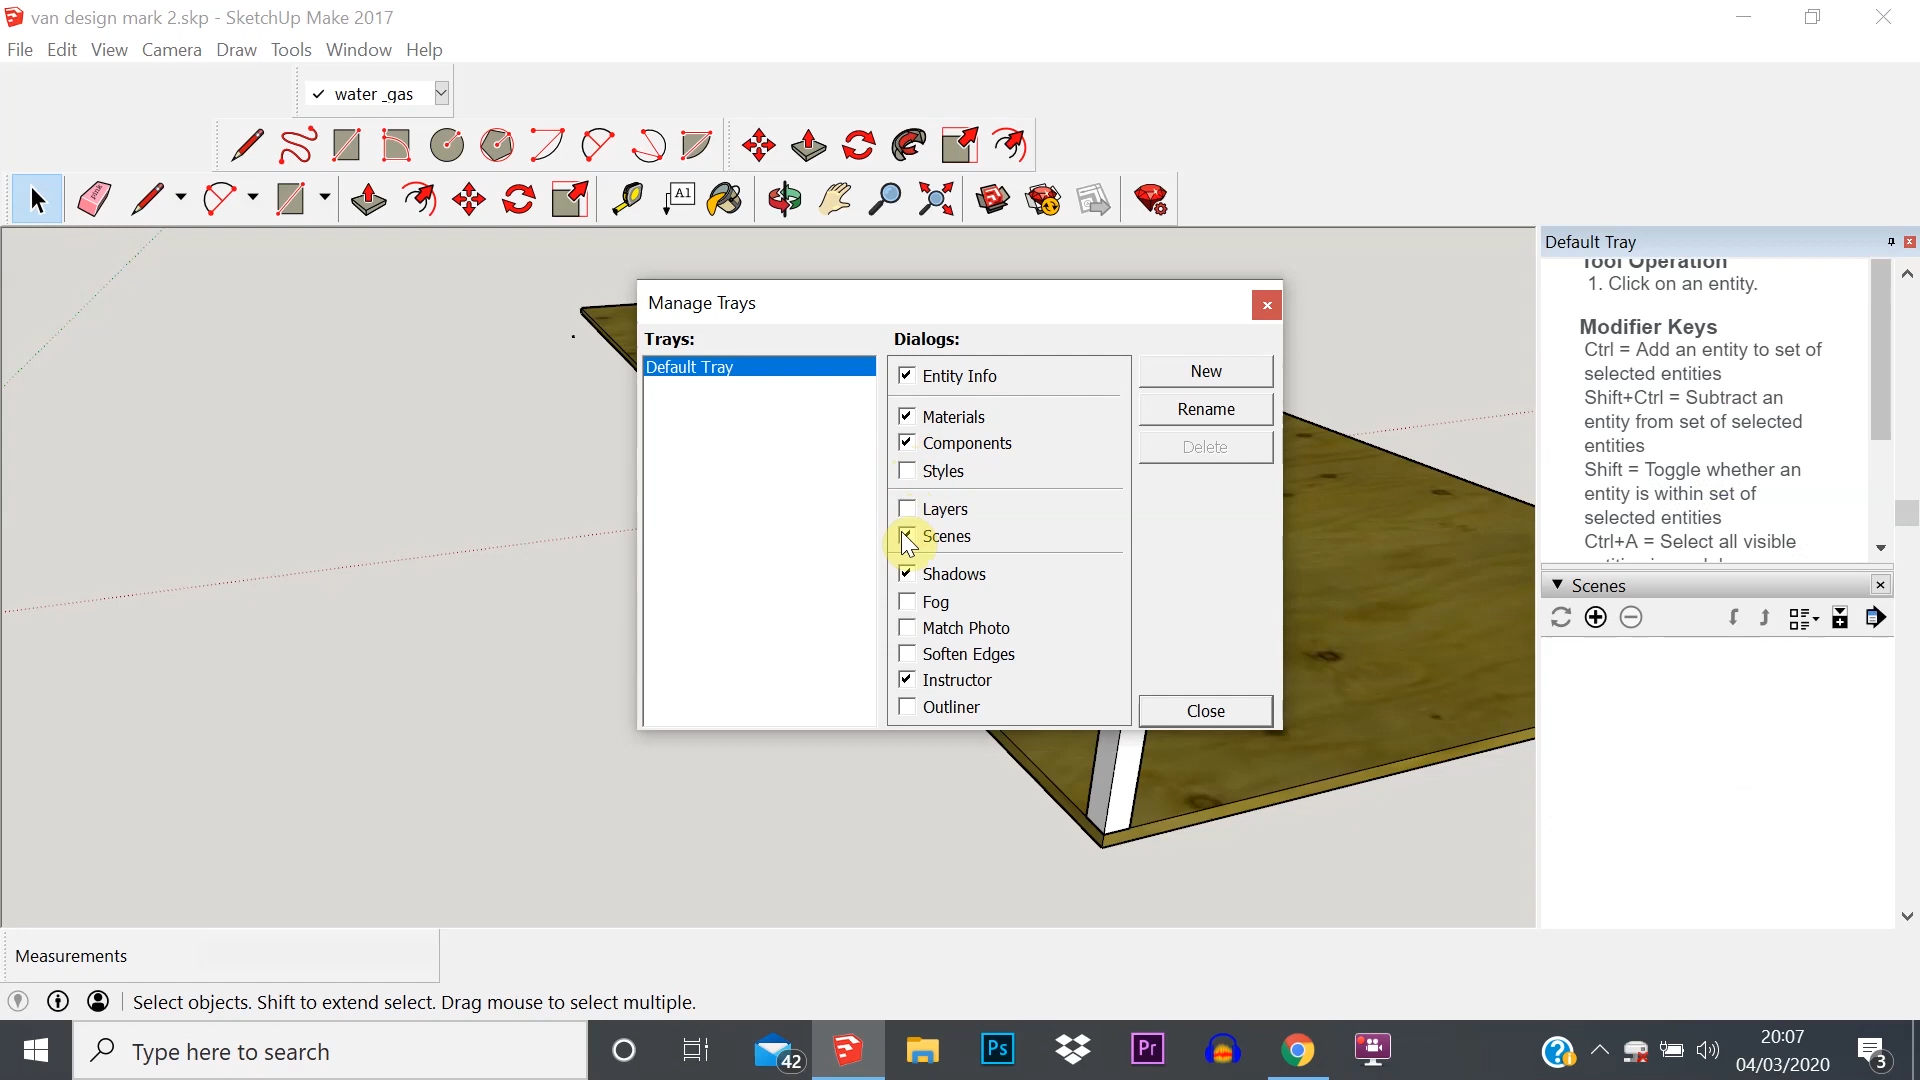 van design mark 2.skp - SketchUp Make 2017
File Edit View Camera Draw Tools Window Help
water_gas
A1
Default Tray
Tool Operation
1. Click on an entity.
Modifier Keys
Ctrl = Add an entity to set of
selected entities
Shift+Ctrl = Subtract an
entity from set of selected
entities
Shift = Toggle whether an
entity is within set of
selected entities
Ctrl+A = Select all visible
Scenes
Manage Trays
Trays:
Default Tray
Dialogs:
Entity Info
Materials
Components
Styles
Layers
Scenes
Shadows
Fog
Match Photo
Soften Edges
Instructor
Outliner
New
Rename
Delete
Close
Measurements
Select objects. Shift to extend select. Drag mouse to select multiple.
Type here to search
42
Ps
Pr
20:07
04/03/2020
3